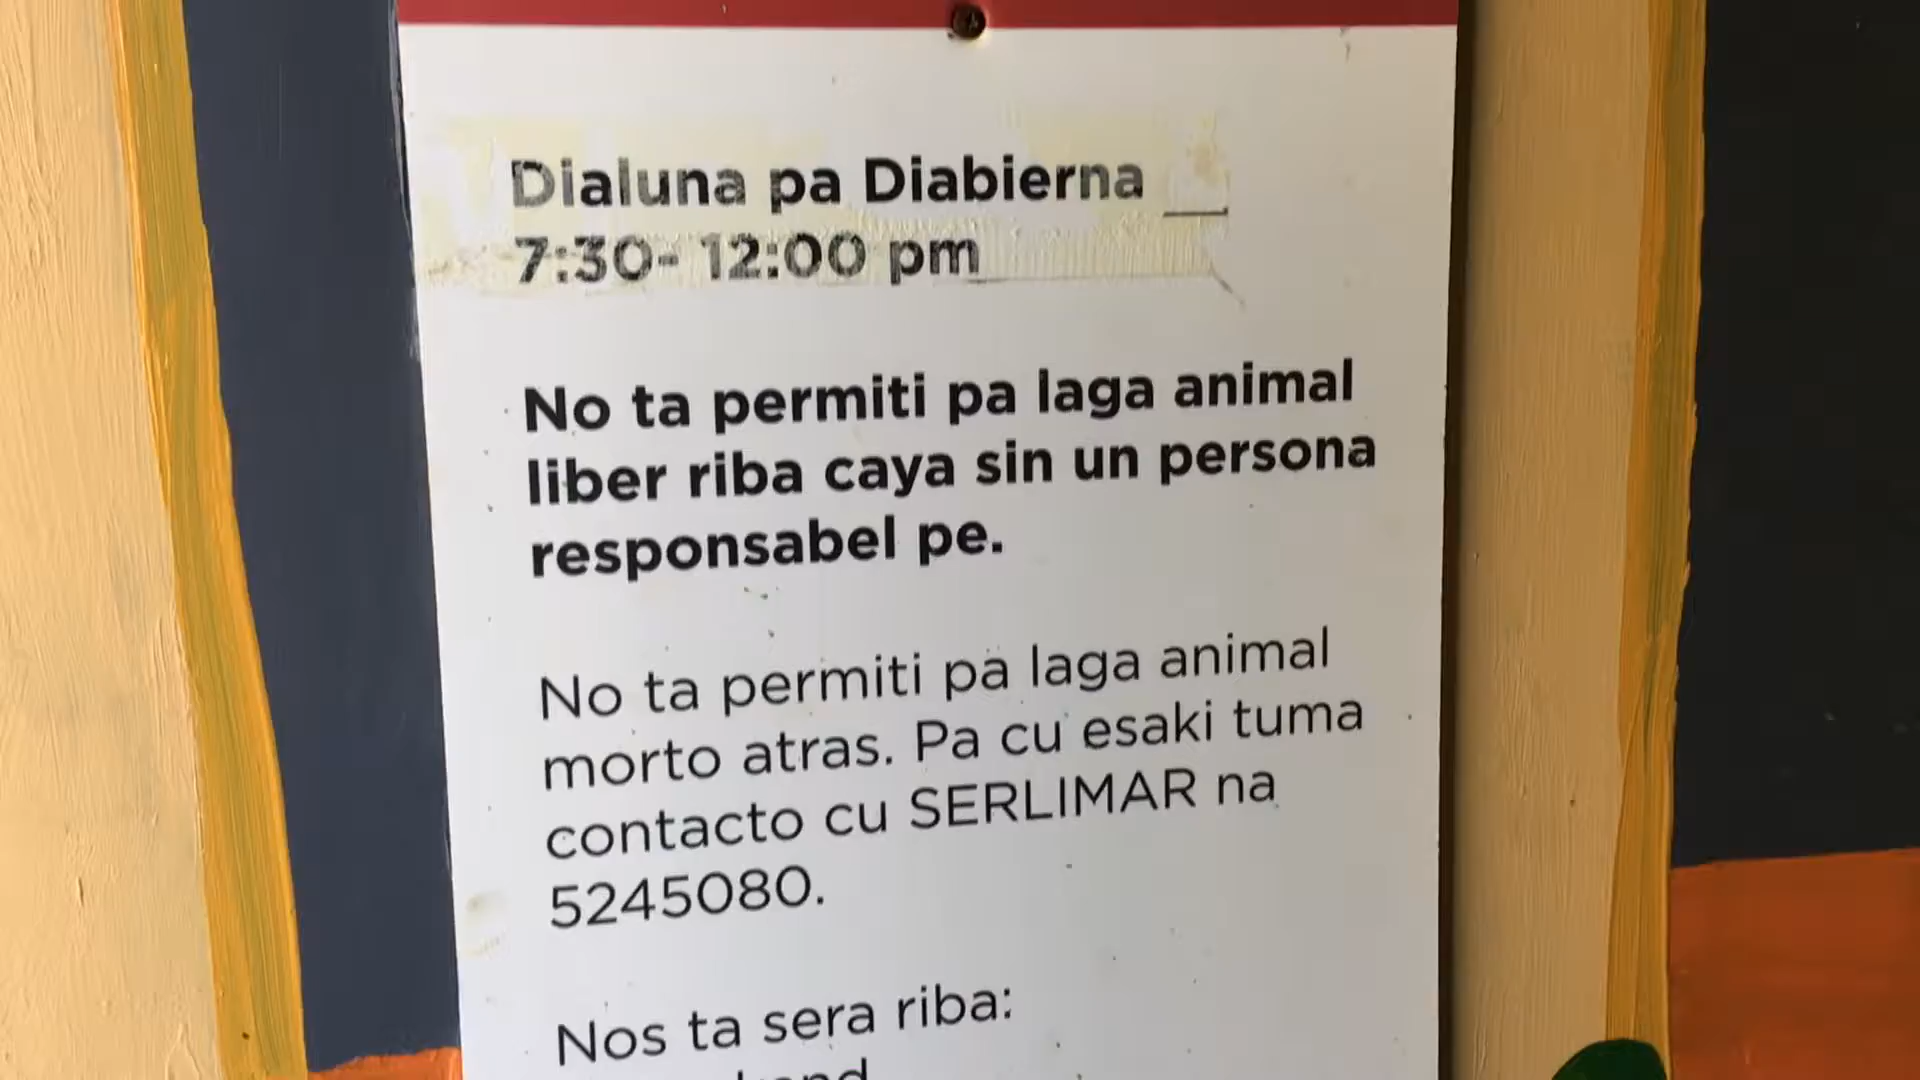 Dialuna pa Diabierna
7:30- 12:00 pm
No ta permiti pa laga animal
liber riba caya sin un persona
responsabel pe.
No ta permiti pa laga animal
morto atras. Pa cu esaki tuma
contacto cu SERLIMAR na
5245080.
Nos ta sera riba: